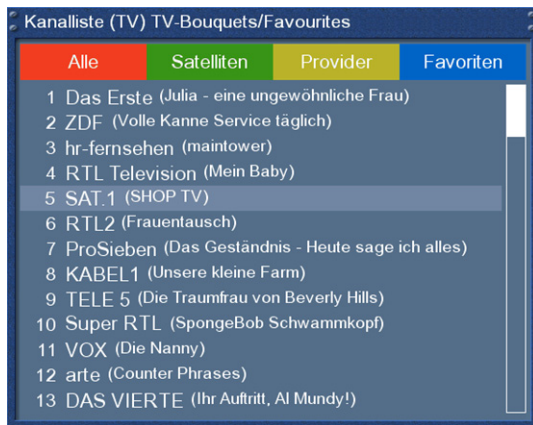 Kanalliste (TV) TV-Bouquets/Favourites
Alle Satelliten Provider Favoriten
1 Das Erste (Julia - eine ungewöhnliche Frau)
2 ZDF (Volle Kanne Service täglich)
3 hr-fernsehen (maintower)
4 RTL Television (Mein Baby)
5 SAT.1 (SHOP TV)
6 RTL2 (Frauentausch)
7 ProSieben (Das Geständnis - Heute sage ich alles)
8 KABEL1 (Unsere kleine Farm)
9 TELE 5 (Die Traumfrau von Beverly Hills)
10 Super RTL (SpongeBob Schwammkopf)
11 VOX (Die Nanny)
12 arte (Counter Phrases)
13 DAS VIERTE (Ihr Auftritt, Al Mundy!)